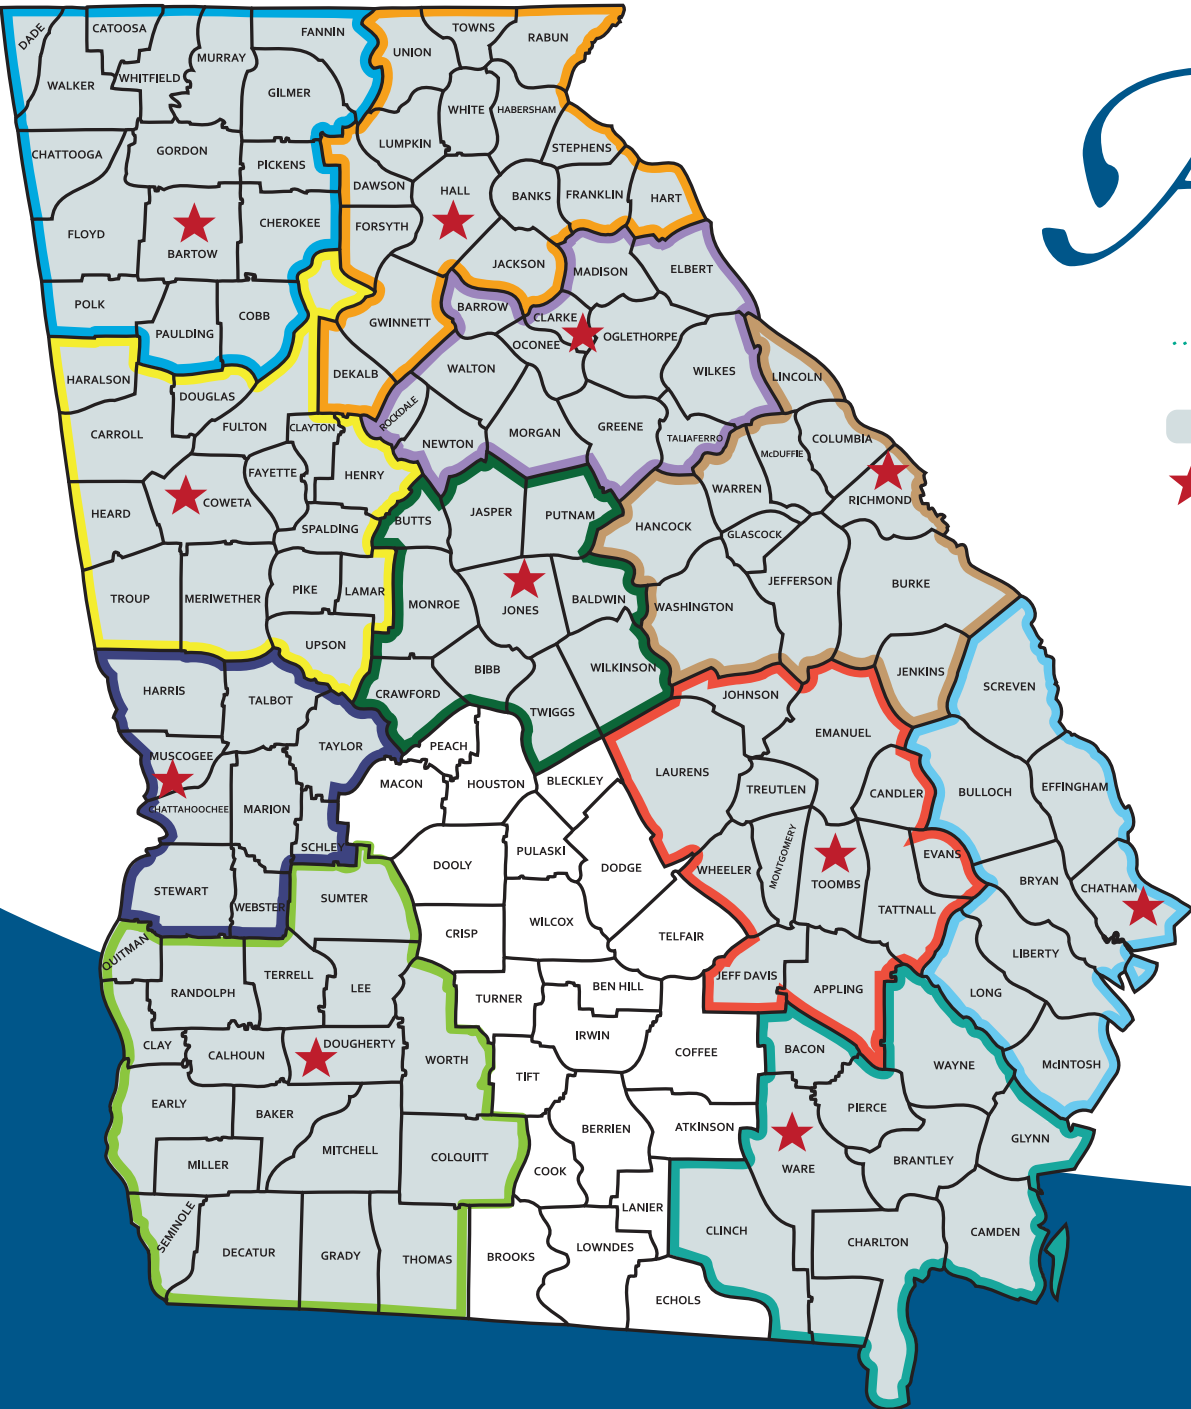 DADE
CATOOSA
FANNIN
TOWNS
RABUN
UNION
WALKER
WHITFIELD
MURRAY
GILMER
WHITE
HABERSHAM
LUMPKIN
STEPHENS
CHATTOOGA
GORDON
PICKENS
DAWSON
HALL
BANKS
FRANKLIN
HART
FLOYD
BARTOW
CHEROKEE
FORSYTH
JACKSON
MADISON
ELBERT
POLK
PAULDING
COBB
GWINNETT
BARROW
CLARKE
OCONEE
OGLETHORPE
HARALSON
DOUGLAS
DEKALB
WALTON
WILKES
LINCOLN
CARROLL
FULTON
CLAYTON
ROCKDALE
NEWTON
MORGAN
GREENE
TALIAFERRO
McDUFFIE
COLUMBIA
HEARD
COWETA
FAYETTE
HENRY
SPALDING
BUTTS
JASPER
PUTNAM
HANCOCK
WARREN
GLASCOCK
RICHMOND
TROUP
MERIWETHER
PIKE
LAMAR
MONROE
JONES
BALDWIN
WASHINGTON
JEFFERSON
BURKE
UPSON
HARRIS
TALBOT
CRAWFORD
BIBB
WILKINSON
TWIGGS
JOHNSON
JENKINS
SCREVEN
MUSCOGEE
TAYLOR
PEACH
EMANUEL
CHATTAHOOCHEE
MARION
MACON
HOUSTON
BLECKLEY
LAURENS
TREUTLEN
CANDLER
BULLOCH
EFFINGHAM
SCHLEY
DOOLY
PULASKI
DODGE
WHEELER
MONTGOMERY
TOOMBS
EVANS
STEWART
WEBSTER
SUMTER
BRYAN
CHATHAM
TATTNALL
QUITMAN
CRISP
WILCOX
TELFAIR
LIBERTY
RANDOLPH
TERRELL
LEE
TURNER
BEN HILL
JEFF DAVIS
APPLING
LONG
CLAY
CALHOUN
DOUGHERTY
WORTH
IRWIN
COFFEE
BACON
WAYNE
McINTOSH
EARLY
BAKER
TIFT
PIERCE
MILLER
MITCHELL
COLQUITT
BERRIEN
ATKINSON
GLYNN
COOK
WARE
BRANTLEY
SEMINOLE
LANIER
CLINCH
CAMDEN
DECATUR
GRADY
THOMAS
BROOKS
LOWNDES
CHARLTON
ECHOLS